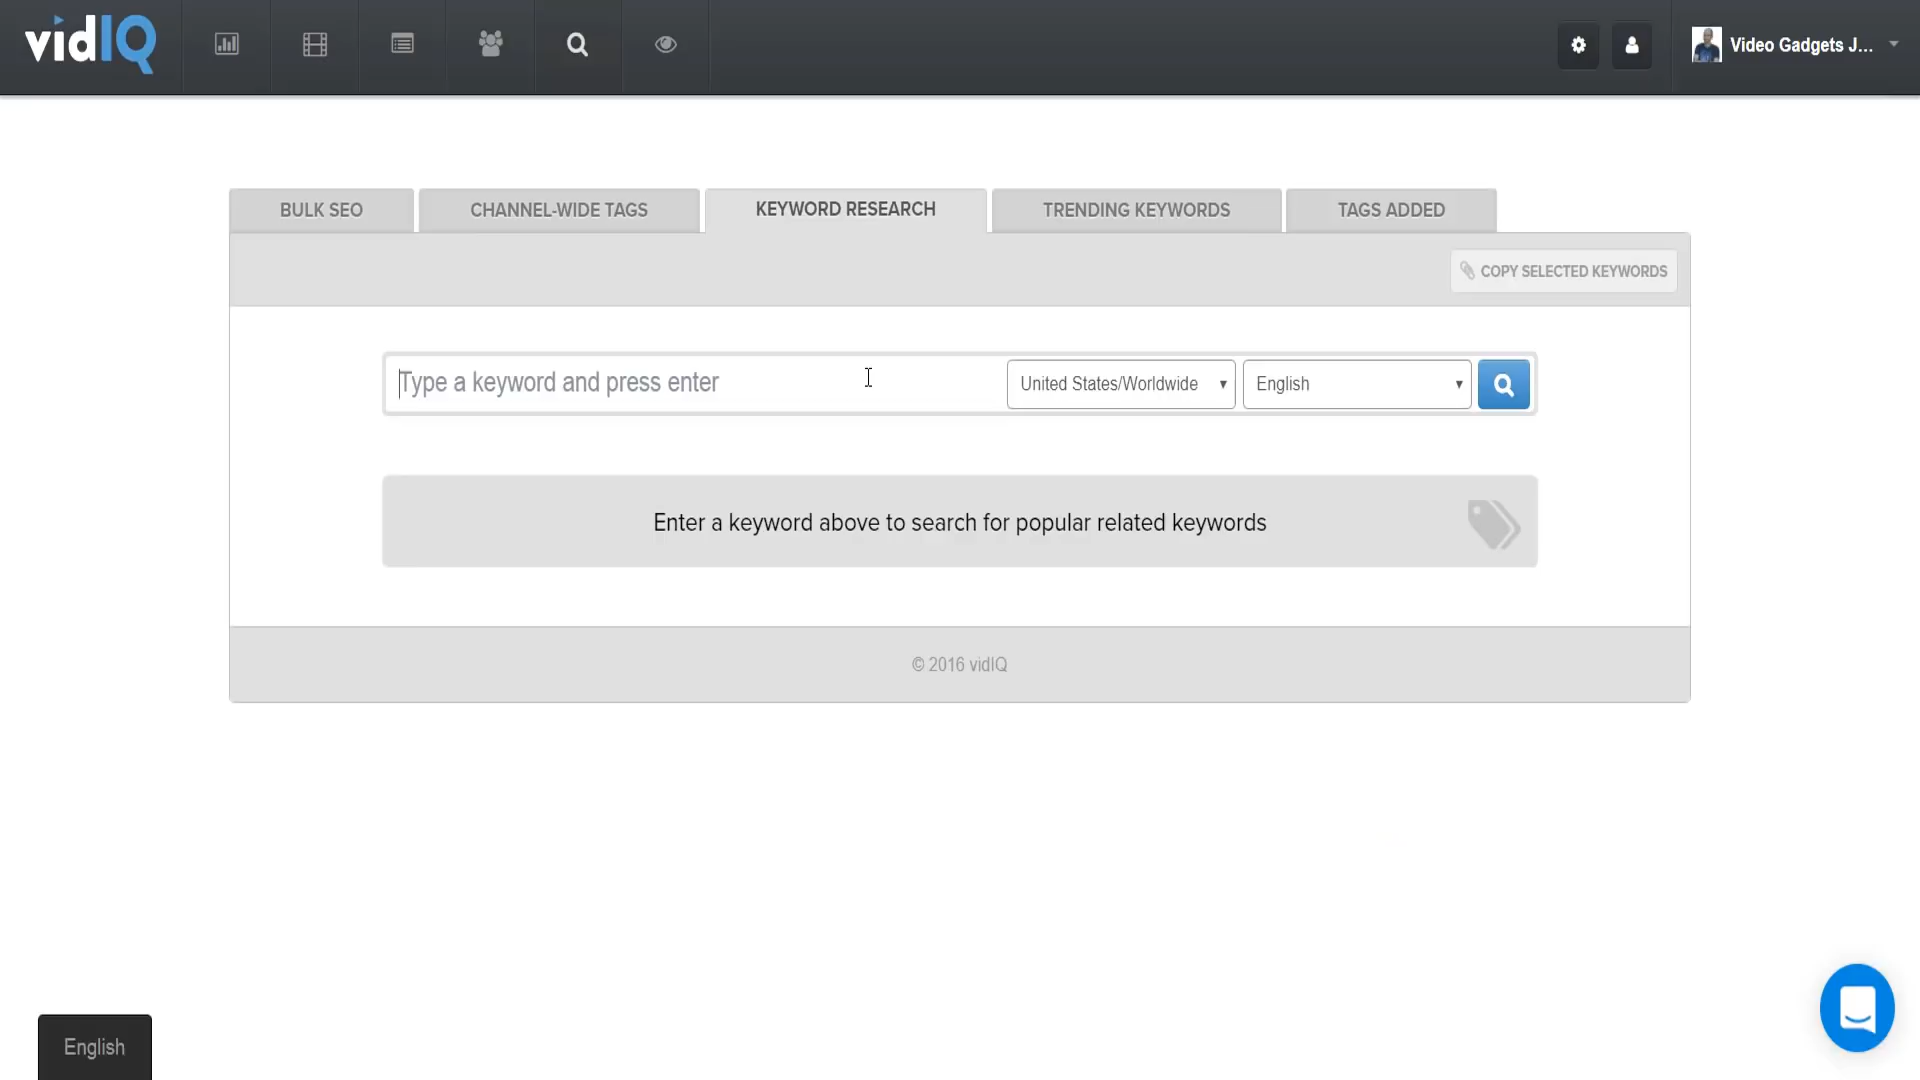 vidIQ
Video Gadgets J...
BULK SEO
CHANNEL-WIDE TAGS
KEYWORD RESEARCH
TRENDING KEYWORDS
TAGS ADDED
COPY SELECTED KEYWORDS
Type a keyword and press enter
United States/Worldwide
English
Enter a keyword above to search for popular related keywords
© 2016 vidIQ
English